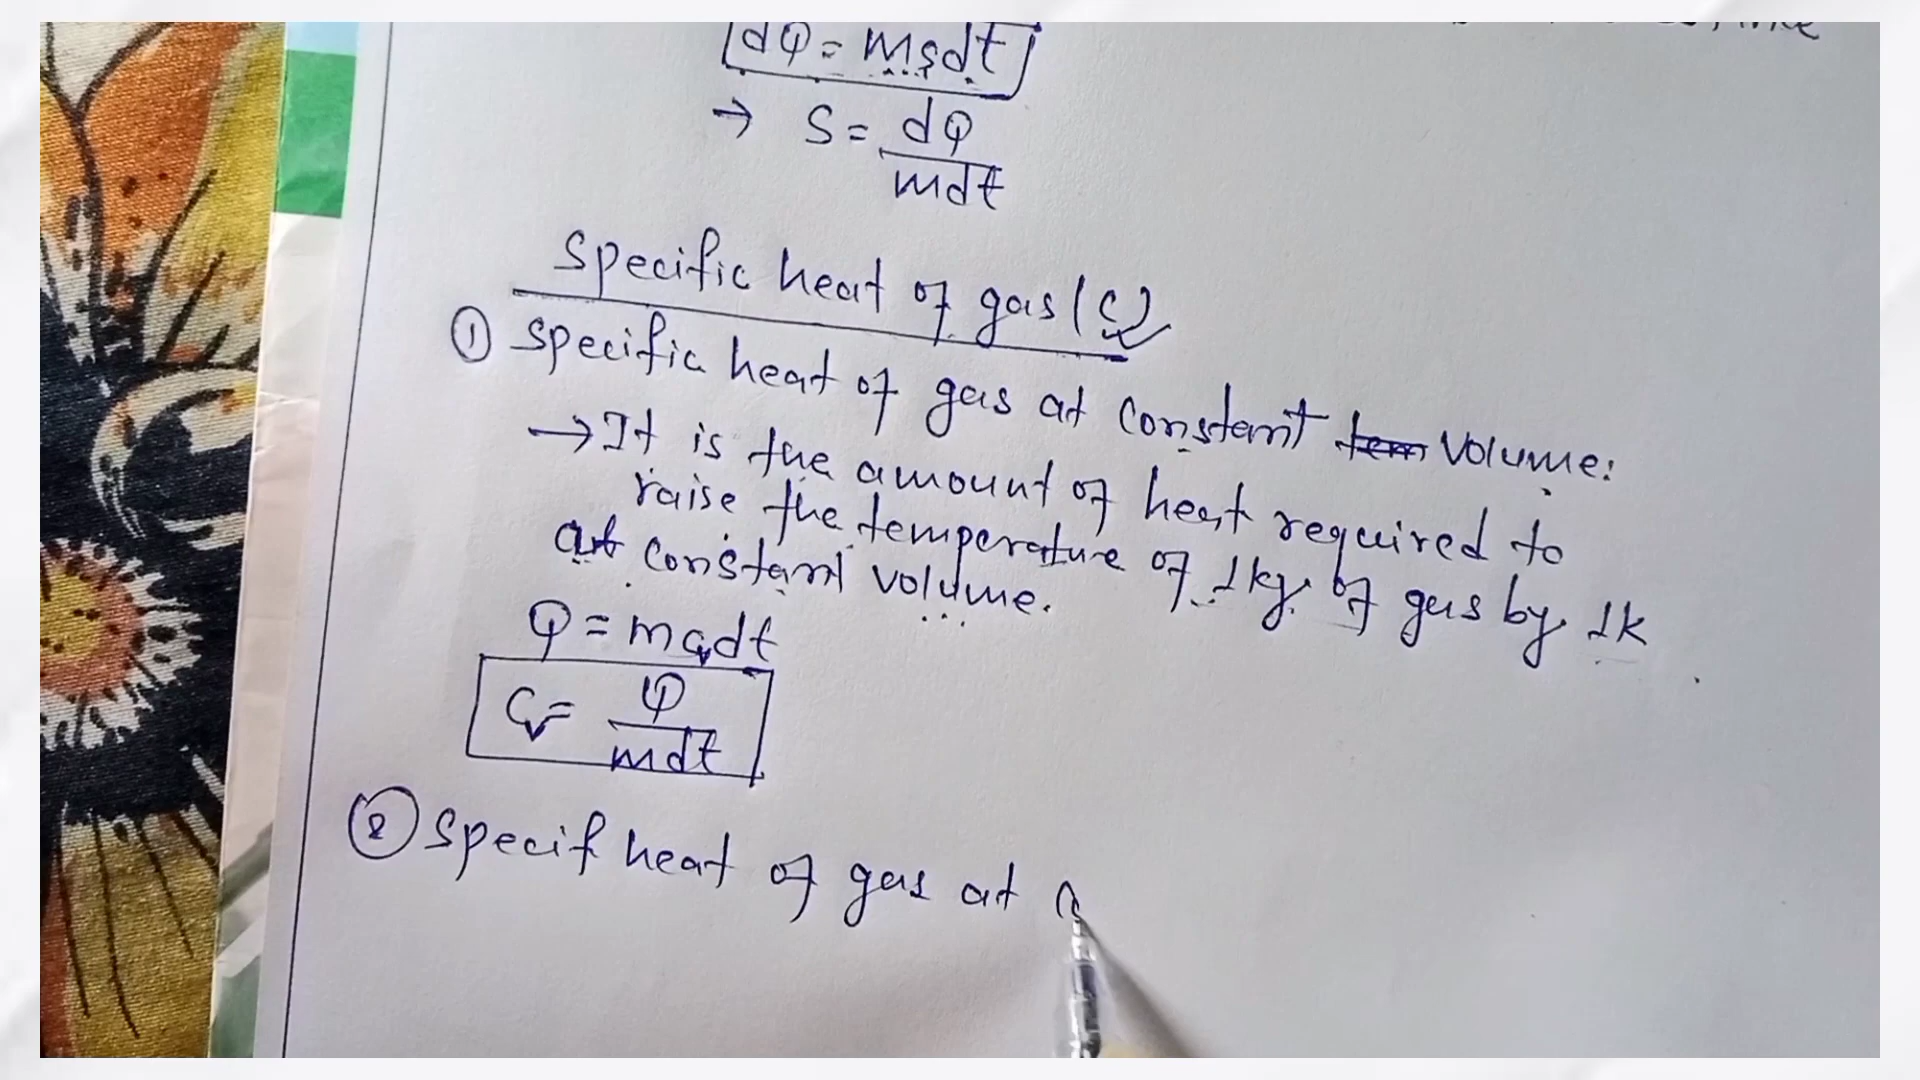 dQ = msdt
→ S = dQ/mdt
Specific heat of gas (C)
① Specific heat of gas at constant volume:
→ It is the amount of heat required to
raise the temperature of 1kg of gas by 1k
at constant volume.
Q = mCvdt
Cv = Q/mdt
② Specif heat of gas at